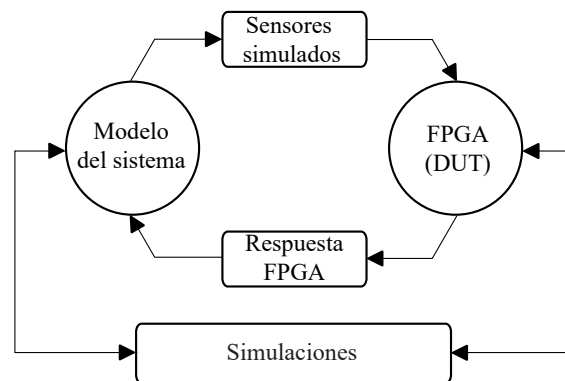 Sensores
simulados
Modelo
del sistema
FPGA
(DUT)
Respuesta
FPGA
Simulaciones